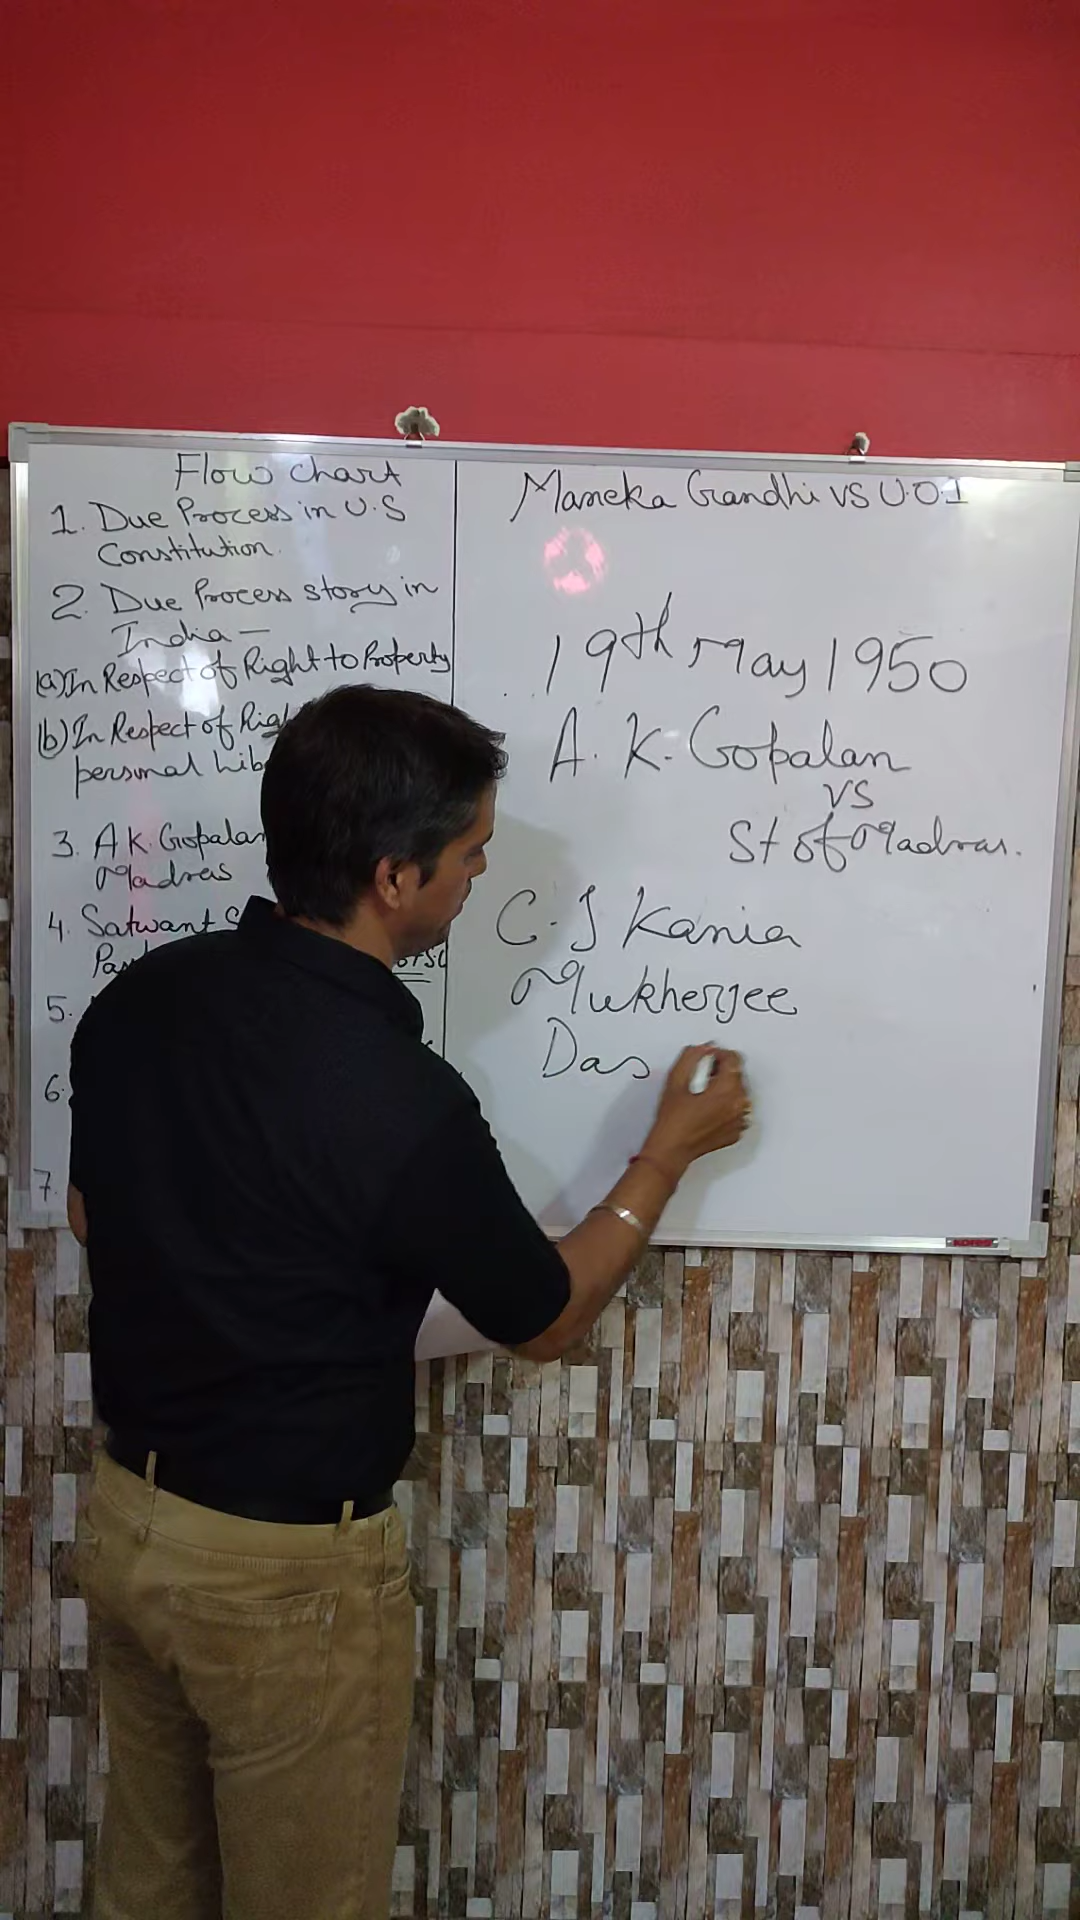 Flow chart
1. Due Process in U.S
Constitution.
2. Due Process story in
India —
(a) In Respect of Right to Property
(b) In Respect of
personal
3. A K. Gopalan
Madras
4. Satwant
5.
6.
7.
Maneka Gandhi vs U.O.I
19th May 1950
A. K. Gopalan
vs
St of Madras.
C. J Kania
Mukherjee
Das
KORES